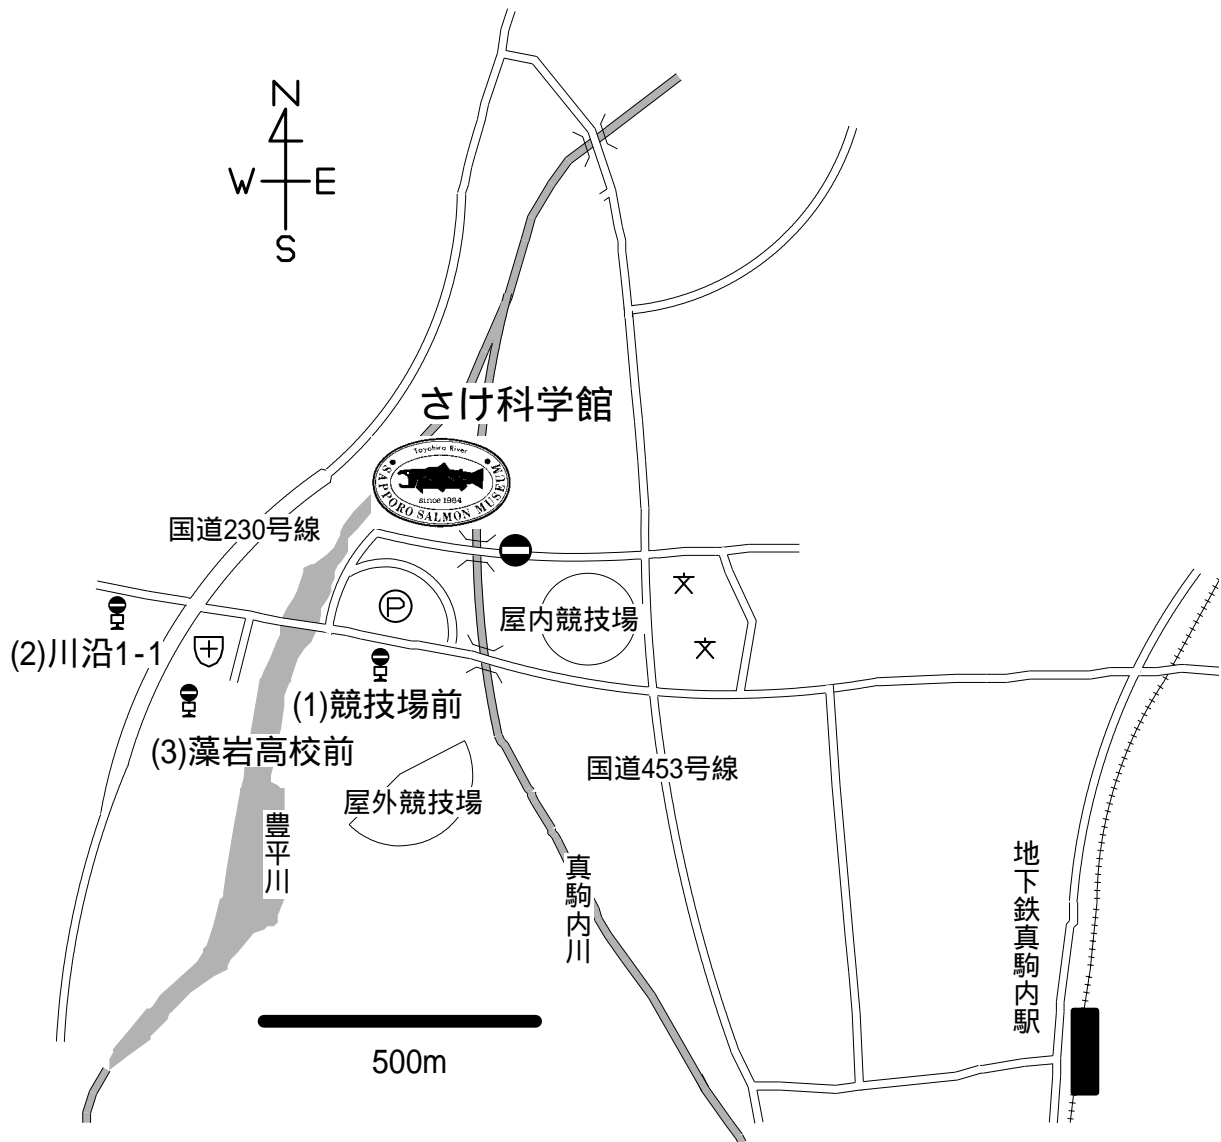 N
W E
S
さけ科学館
Toyohira River
since 1984
SAPPORO SALMON MUSEUM
国道230号線
P
屋内競技場
文
文
(2)川沿1-1
(1)競技場前
(3)藻岩高校前
国道453号線
屋外競技場
豊平川
真駒内川
地下鉄真駒内駅
500m